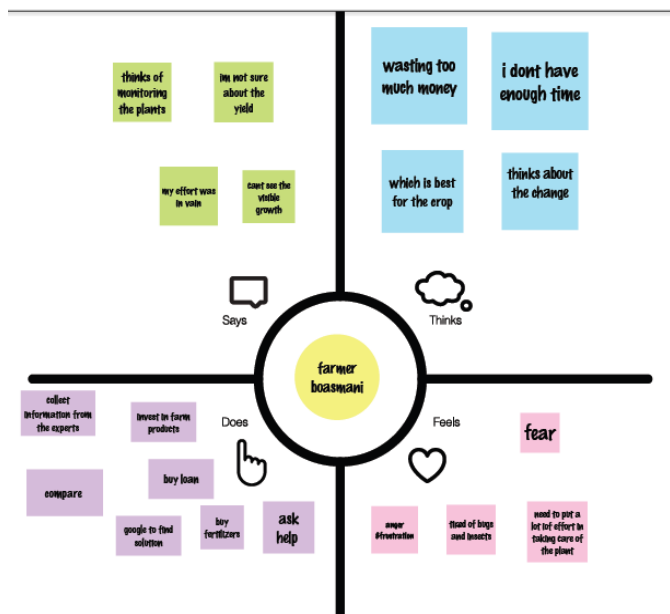 thinks of
monitoring
the plants
im not sure
about the
yield
my effort was
in vain
cant see the
visible
growth
Says
wasting too
much money
i dont have
enough time
which is best
for the crop
thinks about
the change
Thinks
farmer
boasmani
collect
information from
the experts
invest in farm
products
Does
compare
buy loan
google to find
solution
buy
fertilizers
ask
help
Feels
fear
anger
&frustration
tired of bugs
and insects
need to put a
lot lof effort in
taking care of
the plant